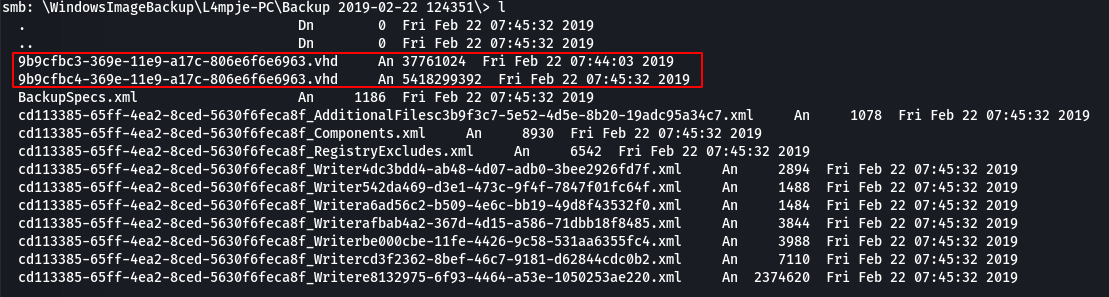 smb: \WindowsImageBackup\L4mpje-PC\Backup 2019-02-22 124351\> l
. Dn 0 Fri Feb 22 07:45:32 2019
.. Dn 0 Fri Feb 22 07:45:32 2019
9b9cfbc3-369e-11e9-a17c-806e6f6e6963.vhd An 37761024 Fri Feb 22 07:44:03 2019
9b9cfbc4-369e-11e9-a17c-806e6f6e6963.vhd An 5418299392 Fri Feb 22 07:45:32 2019
BackupSpecs.xml An 1186 Fri Feb 22 07:45:32 2019
cd113385-65ff-4ea2-8ced-5630f6feca8f_AdditionalFilesc3b9f3c7-5e52-4d5e-8b20-19adc95a34c7.xml An 1078 Fri Feb 22 07:45:32 2019
cd113385-65ff-4ea2-8ced-5630f6feca8f_Components.xml An 8930 Fri Feb 22 07:45:32 2019
cd113385-65ff-4ea2-8ced-5630f6feca8f_RegistryExcludes.xml An 6542 Fri Feb 22 07:45:32 2019
cd113385-65ff-4ea2-8ced-5630f6feca8f_Writer4dc3bdd4-ab48-4d07-adb0-3bee2926fd7f.xml An 2894 Fri Feb 22 07:45:32 2019
cd113385-65ff-4ea2-8ced-5630f6feca8f_Writer542da469-d3e1-473c-9f4f-7847f01fc64f.xml An 1488 Fri Feb 22 07:45:32 2019
cd113385-65ff-4ea2-8ced-5630f6feca8f_Writera6ad56c2-b509-4e6c-bb19-49d8f43532f0.xml An 1484 Fri Feb 22 07:45:32 2019
cd113385-65ff-4ea2-8ced-5630f6feca8f_Writerafbab4a2-367d-4d15-a586-71dbb18f8485.xml An 3844 Fri Feb 22 07:45:32 2019
cd113385-65ff-4ea2-8ced-5630f6feca8f_Writerbe000cbe-11fe-4426-9c58-531aa6355fc4.xml An 3988 Fri Feb 22 07:45:32 2019
cd113385-65ff-4ea2-8ced-5630f6feca8f_Writercd3f2362-8bef-46c7-9181-d62844cdc0b2.xml An 7110 Fri Feb 22 07:45:32 2019
cd113385-65ff-4ea2-8ced-5630f6feca8f_Writere8132975-6f93-4464-a53e-1050253ae220.xml An 2374620 Fri Feb 22 07:45:32 2019